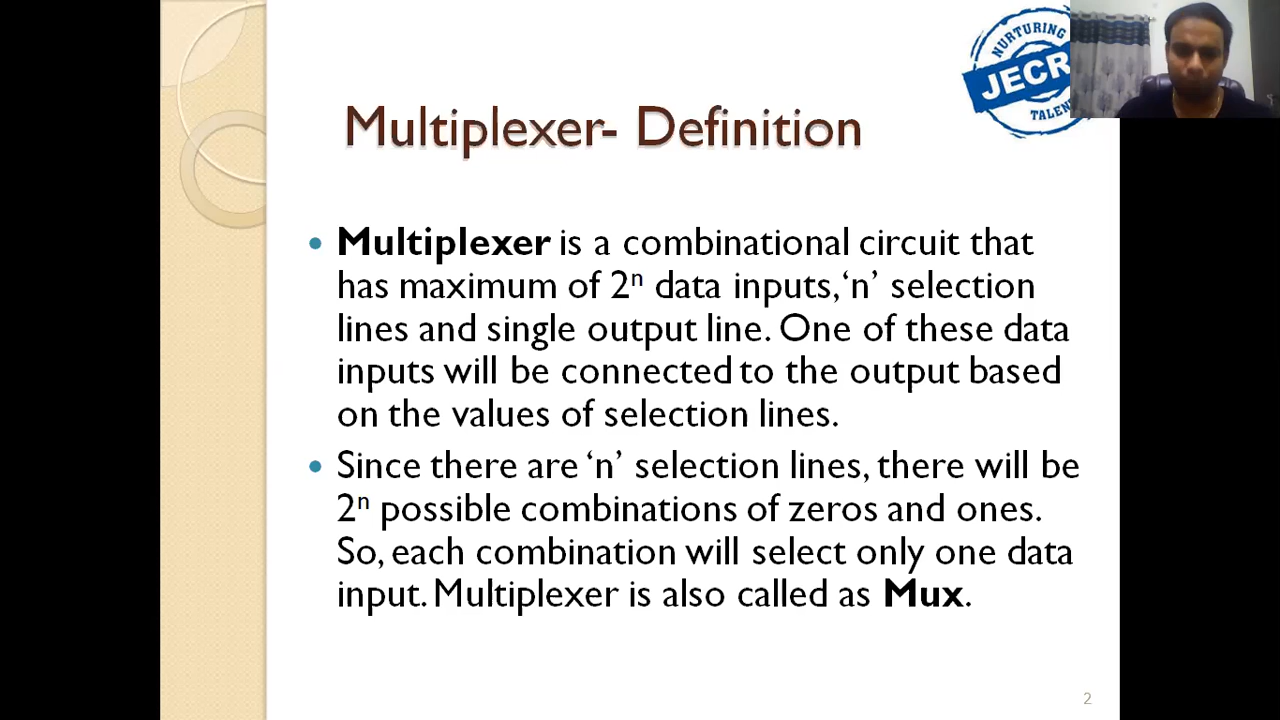 NURTURING
JECR
TALEN
Multiplexer- Definition
• Multiplexer is a combinational circuit that
has maximum of 2ⁿ data inputs, ‘n’ selection
lines and single output line. One of these data
inputs will be connected to the output based
on the values of selection lines.
• Since there are ‘n’ selection lines, there will be
2ⁿ possible combinations of zeros and ones.
So, each combination will select only one data
input. Multiplexer is also called as Mux.
2